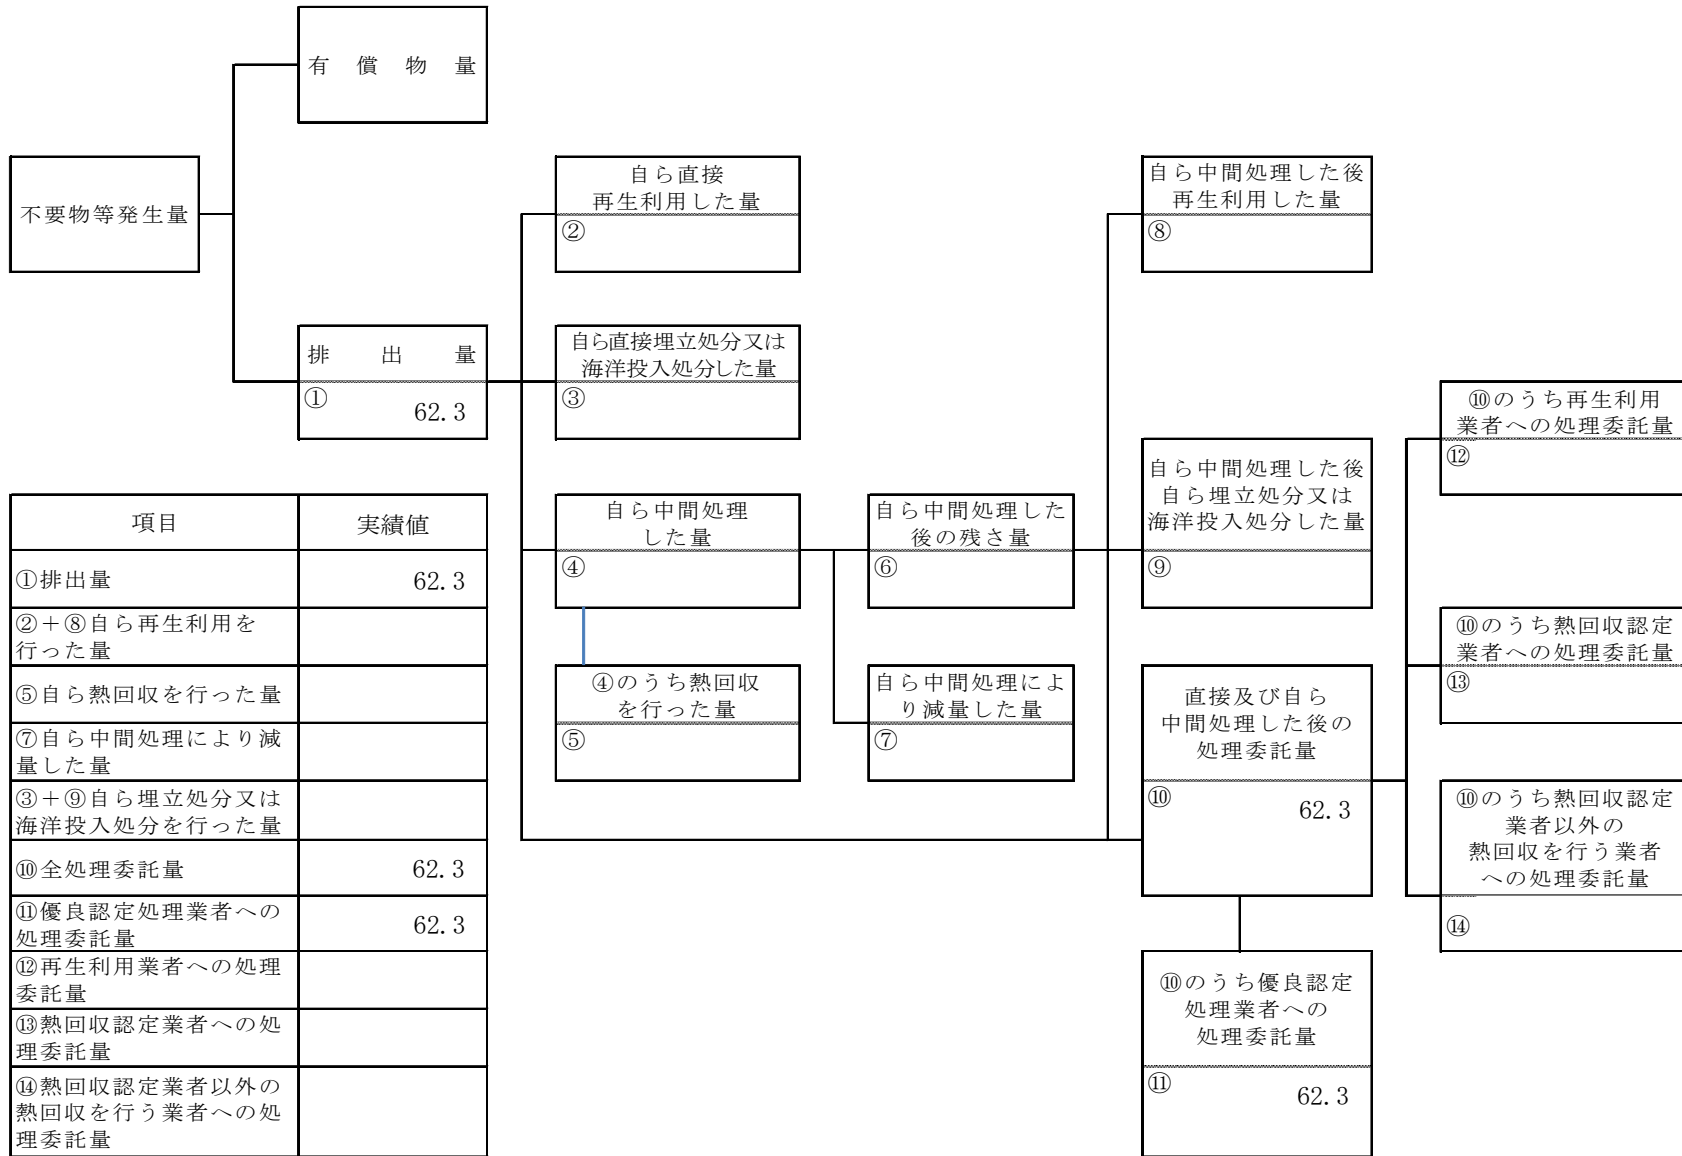 有償物量
不要物等発生量
自ら直接
再生利用した量
②
自ら中間処理した後
再生利用した量
⑧
排出量
①
62.3
自ら直接埋立処分又は
海洋投入処分した量
③
⑩のうち再生利用
業者への処理委託量
⑫
自ら中間処理
した量
④
自ら中間処理した
後の残さ量
⑥
自ら中間処理した後
自ら埋立処分又は
海洋投入処分した量
⑨
⑩のうち熱回収認定
業者への処理委託量
⑬
④のうち熱回収
を行った量
⑤
自ら中間処理によ
り減量した量
⑦
直接及び自ら
中間処理した後の
処理委託量
⑩
62.3
⑩のうち熱回収認定
業者以外の
熱回収を行う業者
への処理委託量
⑭
⑩のうち優良認定
処理業者への
処理委託量
⑪
62.3
項目 実績値
①排出量 62.3
②＋⑧自ら再生利用を
行った量
⑤自ら熱回収を行った量
⑦自ら中間処理により減
量した量
③＋⑨自ら埋立処分又は
海洋投入処分を行った量
⑩全処理委託量 62.3
⑪優良認定処理業者への
処理委託量 62.3
⑫再生利用業者への処理
委託量
⑬熱回収認定業者への処
理委託量
⑭熱回収認定業者以外の
熱回収を行う業者への処
理委託量